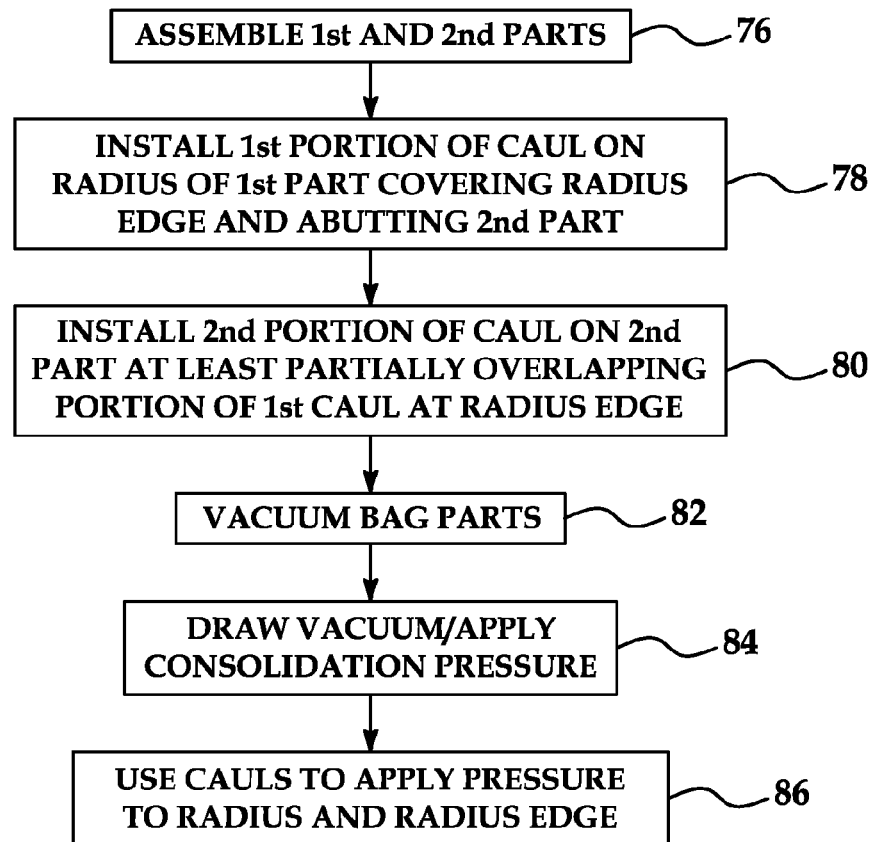 ASSEMBLE 1st AND 2nd PARTS
76
INSTALL 1st PORTION OF CAUL ON
RADIUS OF 1st PART COVERING RADIUS
EDGE AND ABUTTING 2nd PART
78
INSTALL 2nd PORTION OF CAUL ON 2nd
PART AT LEAST PARTIALLY OVERLAPPING
PORTION OF 1st CAUL AT RADIUS EDGE
80
VACUUM BAG PARTS
82
DRAW VACUUM/APPLY
CONSOLIDATION PRESSURE
84
USE CAULS TO APPLY PRESSURE
TO RADIUS AND RADIUS EDGE
86